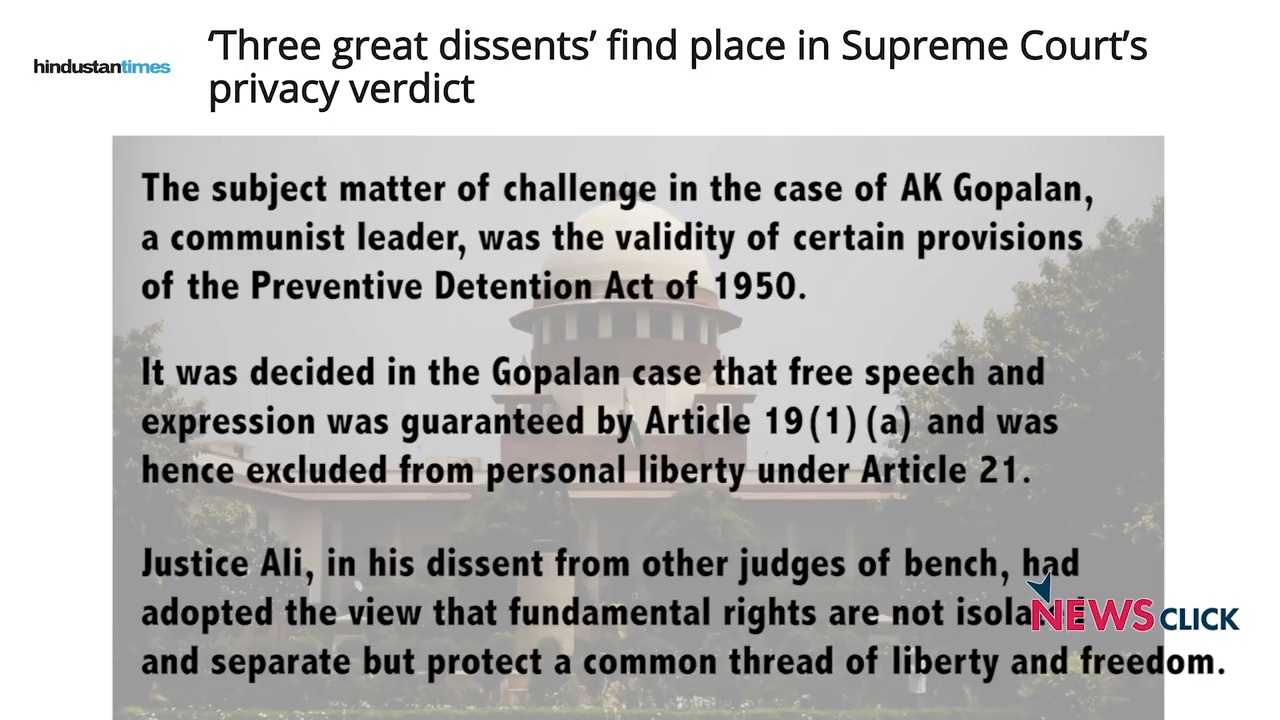 ‘Three great dissents’ find place in Supreme Court’s
hindustantimes
privacy verdict
The subject matter of challenge in the case of AK Gopalan,
a communist leader, was the validity of certain provisions
of the Preventive Detention Act of 1950.
It was decided in the Gopalan case that free speech and
expression was guaranteed by Article 19(1)(a) and was
hence excluded from personal liberty under Article 21.
Justice Ali, in his dissent from other judges of bench, had
adopted the view that fundamental rights are not
NEWSCLICK
and separate but protect a common thread of liberty and freedom.